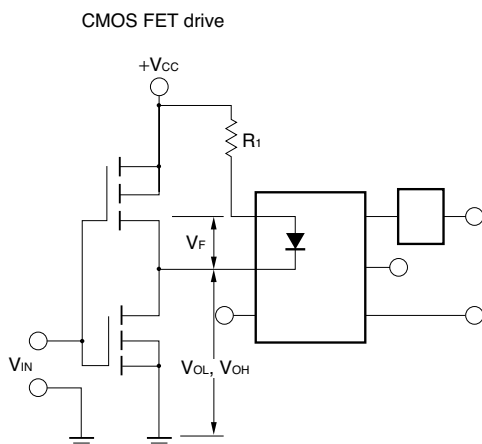 CMOS FET drive
+VCC
R1
VF
VIN
VOL, VOH